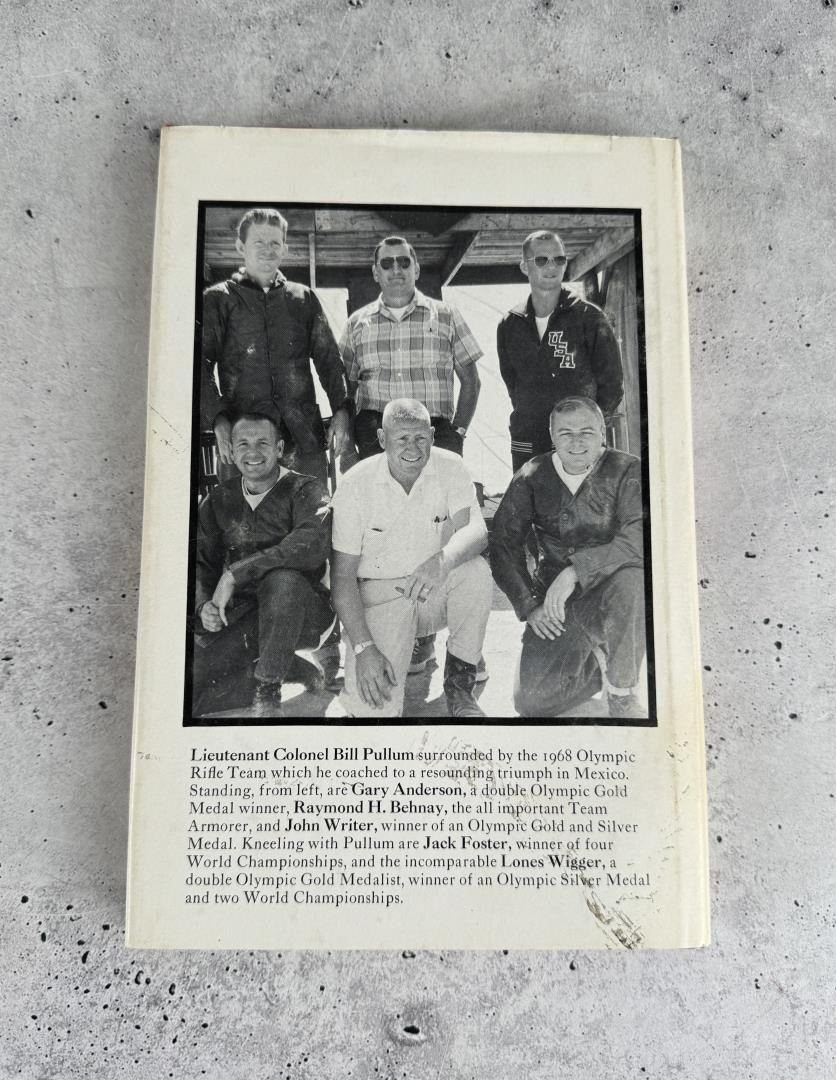 USA
Lieutenant Colonel Bill Pullum surrounded by the 1968 Olympic
Rifle Team which he coached to a resounding triumph in Mexico.
Standing, from left, are Gary Anderson, a double Olympic Gold
Medal winner, Raymond H. Behnay, the all important Team
Armorer, and John Writer, winner of an Olympic Gold and Silver
Medal. Kneeling with Pullum are Jack Foster, winner of four
World Championships, and the incomparable Lones Wigger, a
double Olympic Gold Medalist, winner of an Olympic Silver Medal
and two World Championships.